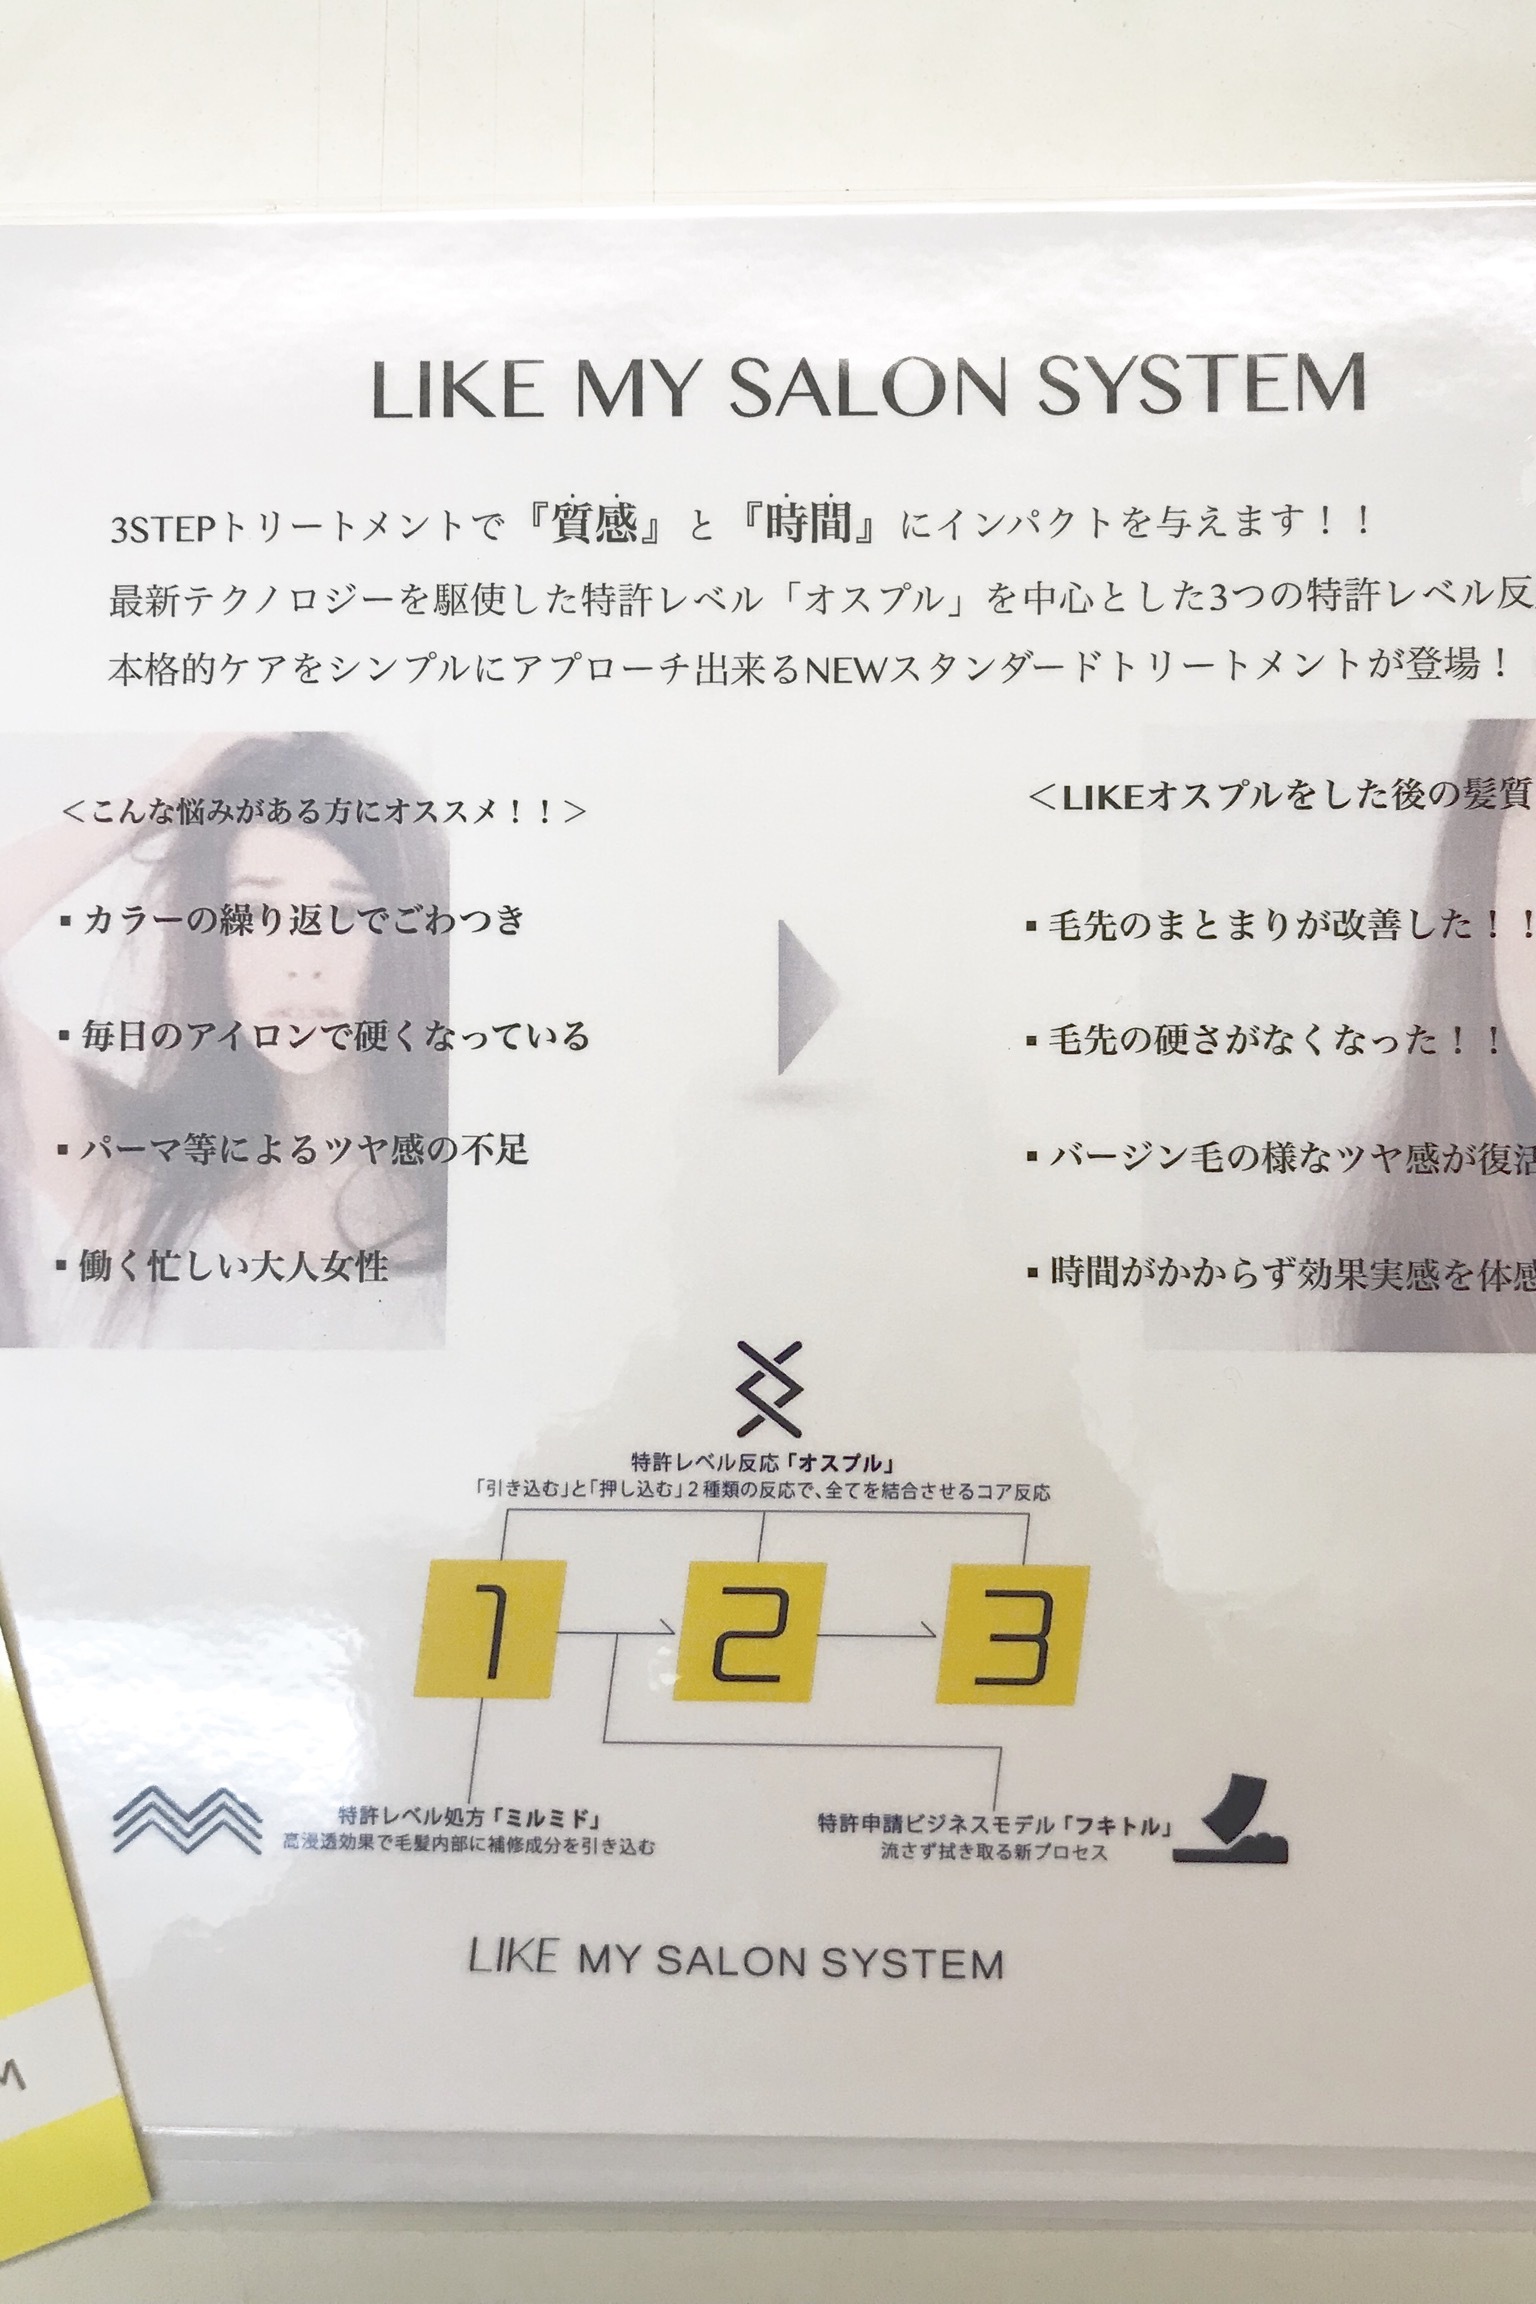 LIKE MY SALON SYSTEM
3STEPトリートメントで『質感』と『時間』にインパクトを与えます！！
最新テクノロジーを駆使した特許レベル「オスプル」を中心とした3つの特許レベル反
本格的ケアをシンプルにアプローチ出来るNEWスタンダードトリートメントが登場！
＜こんな悩みがある方にオススメ！！＞
▪カラーの繰り返しでごわつき
▪毎日のアイロンで硬くなっている
▪パーマ等によるツヤ感の不足
▪働く忙しい大人女性
＜LIKEオスプルをした後の髪質
▪毛先のまとまりが改善した！！
▪毛先の硬さがなくなった！！
▪バージン毛の様なツヤ感が復活
▪時間がかからず効果実感を体感
特許レベル反応「オスプル」
「引き込む」と「押し込む」2種類の反応で、全てを結合させるコア反応
1 2 3
特許レベル処方「ミルミド」
高浸透効果で毛髪内部に補修成分を引き込む
特許申請ビジネスモデル「フキトル」
流さず拭き取る新プロセス
LIKE MY SALON SYSTEM
M